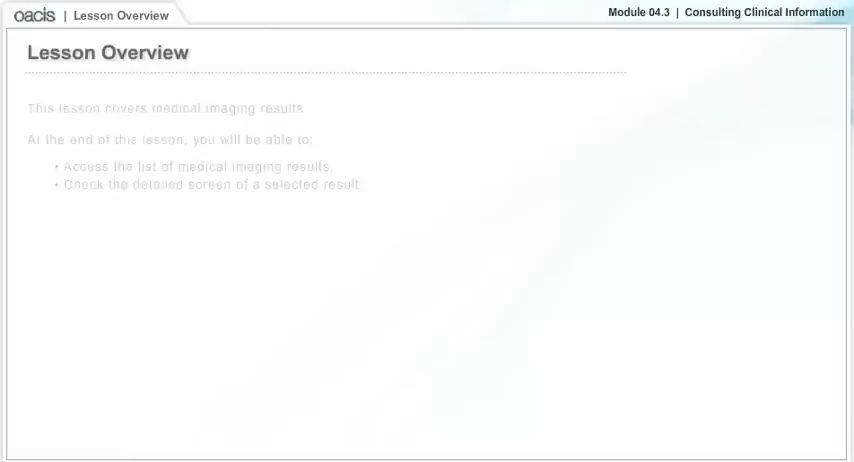 oacis | Lesson Overview
Module 04.3 | Consulting Clinical Information
Lesson Overview
This lesson covers medical imaging results.
At the end of this lesson, you will be able to:
• Access the list of medical imaging results,
• Check the detailed screen of a selected result.